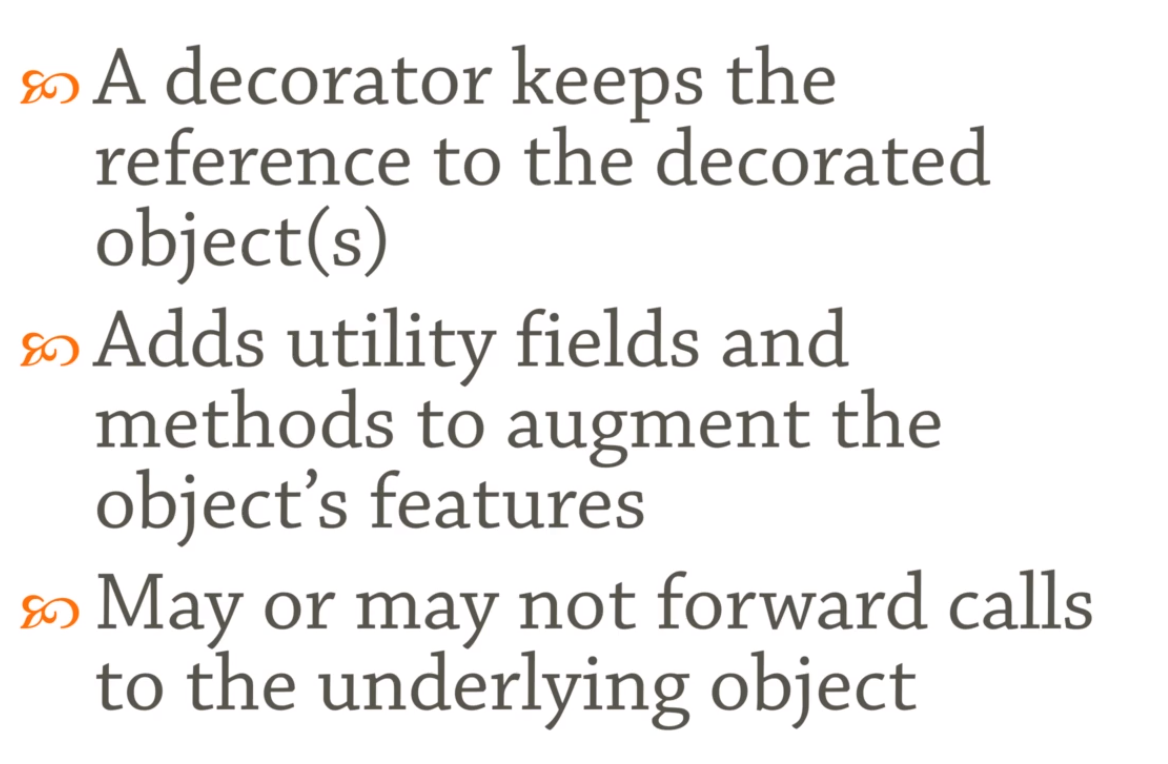 A decorator keeps the
reference to the decorated
object(s)
Adds utility fields and
methods to augment the
object’s features
May or may not forward calls
to the underlying object